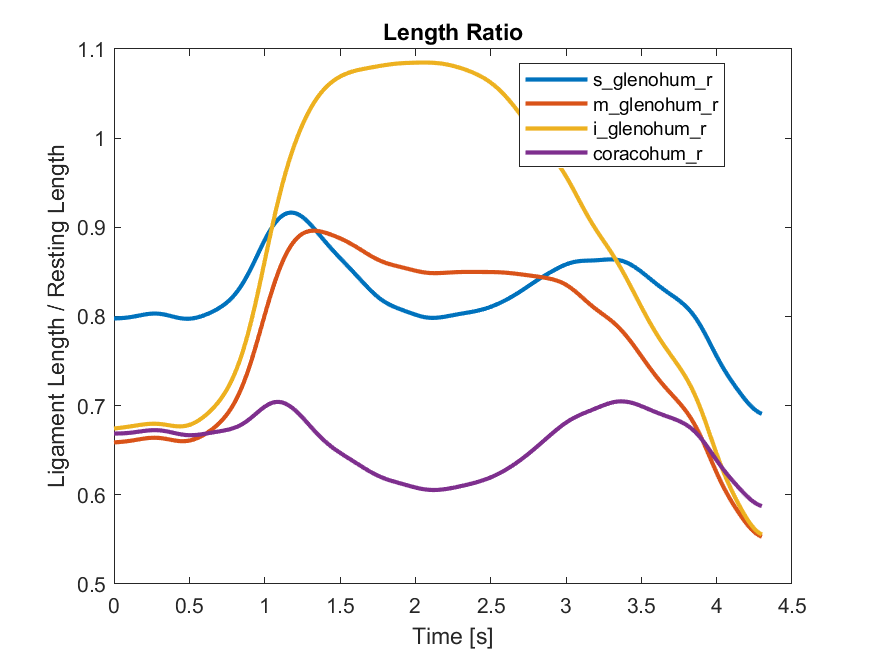 Length Ratio
1.1
1
0.9
0.8
0.7
0.6
0.5
Ligament Length / Resting Length
s_glenohum_r
m_glenohum_r
i_glenohum_r
coracohum_r
0 0.5 1 1.5 2 2.5 3 3.5 4 4.5
Time [s]